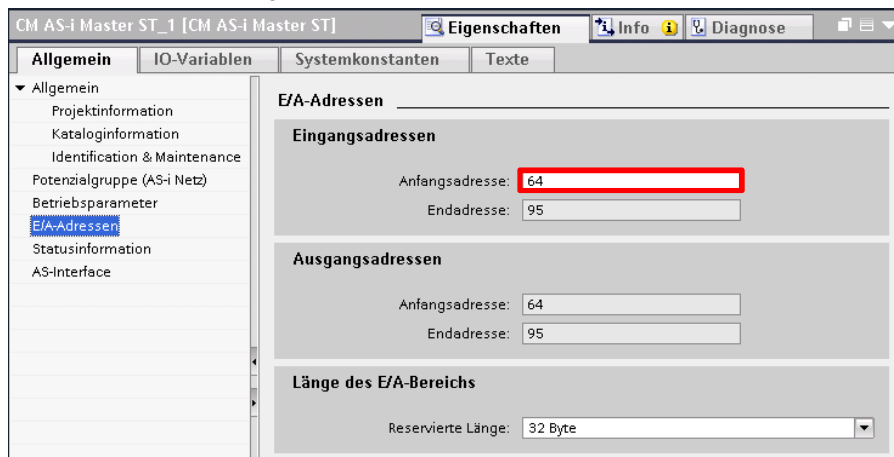 CM AS-i Master ST_1 [CM AS-i Master ST]
Eigenschaften
Info
Diagnose
Allgemein
IO-Variablen
Systemkonstanten
Texte
Allgemein
Projektinformation
Kataloginformation
Identification & Maintenance
Potenzialgruppe (AS-i Netz)
Betriebsparameter
E/A-Adressen
Statusinformation
AS-Interface
E/A-Adressen
Eingangsadressen
Anfangsadresse: 64
Endadresse: 95
Ausgangsadressen
Anfangsadresse: 64
Endadresse: 95
Länge des E/A-Bereichs
Reservierte Länge: 32 Byte